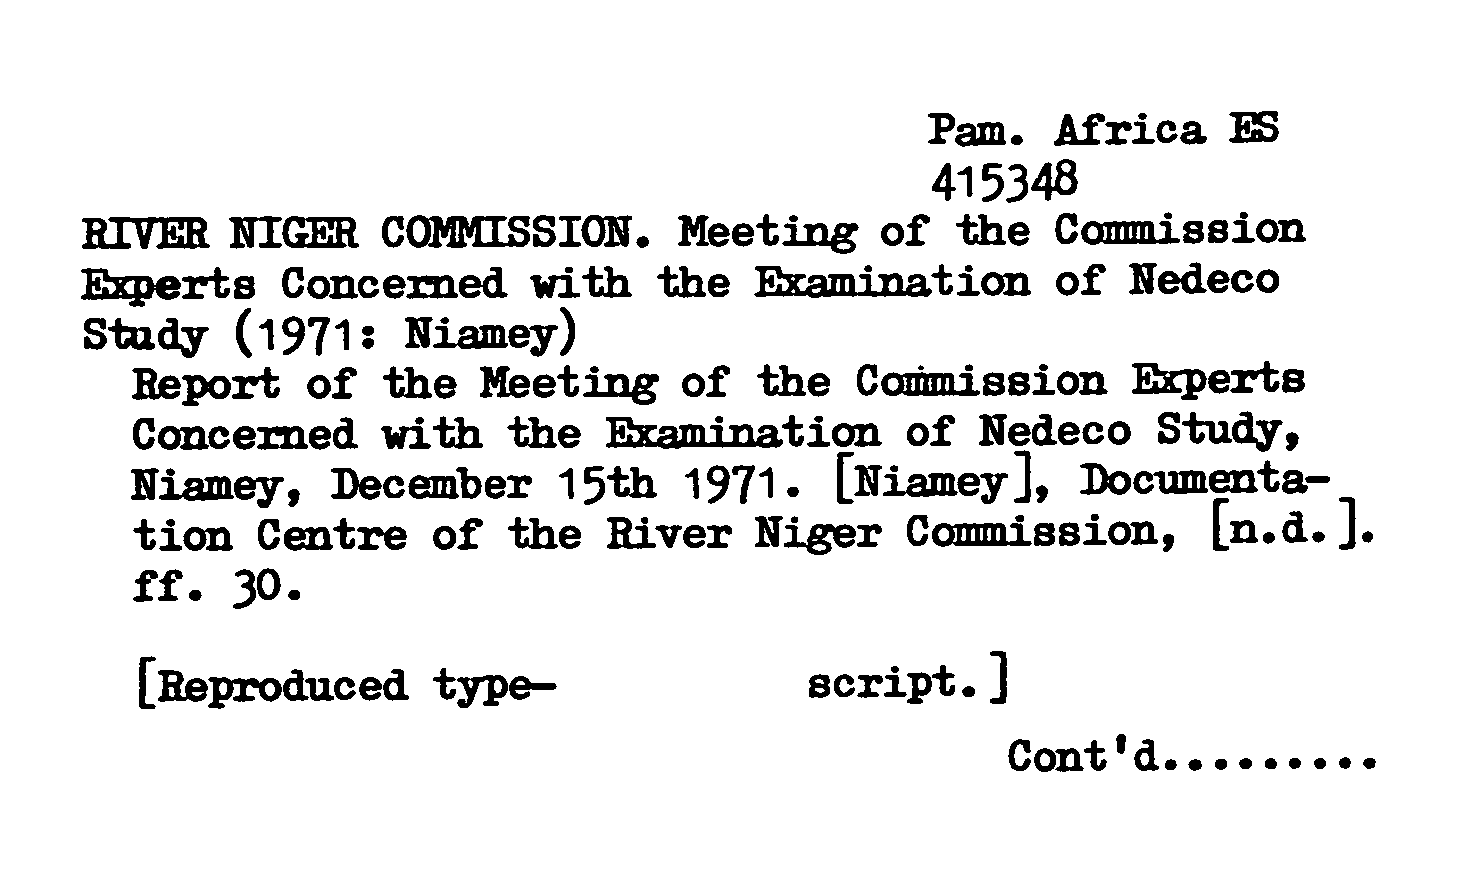 Pam. Africa ES
415348
RIVER NIGER COMMISSION. Meeting of the Commission
Experts Concerned with the Examination of Nedeco
Study (1971: Niamey)
Report of the Meeting of the Commission Experts
Concerned with the Examination of Nedeco Study,
Niamey, December 15th 1971. [Niamey], Documenta-
tion Centre of the River Niger Commission, [n.d.].
ff. 30.
[Reproduced type- script.]
Cont'd.........